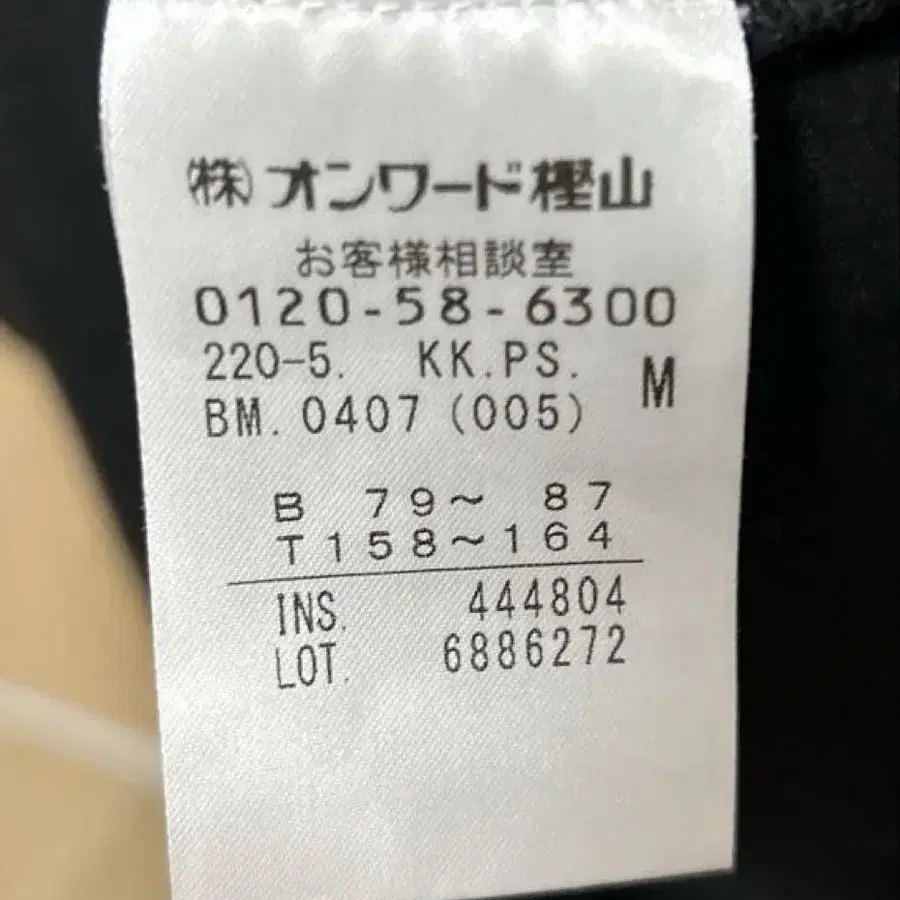 (株)オンワード樫山
お客様相談室
0120-58-6300
220-5. KK.PS. M
BM. 0407 (005)
B 79〜 87
T158〜164
INS. 444804
LOT. 6886272